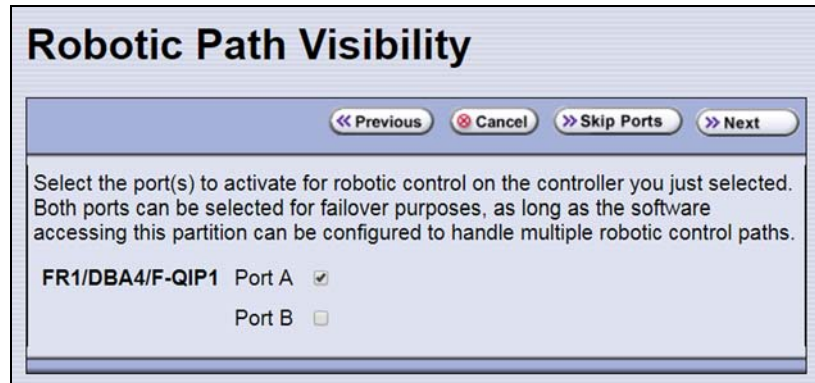 Robotic Path Visibility
Previous Cancel Skip Ports Next
Select the port(s) to activate for robotic control on the controller you just selected.
Both ports can be selected for failover purposes, as long as the software
accessing this partition can be configured to handle multiple robotic control paths.
FR1/DBA4/F-QIP1 Port A
Port B